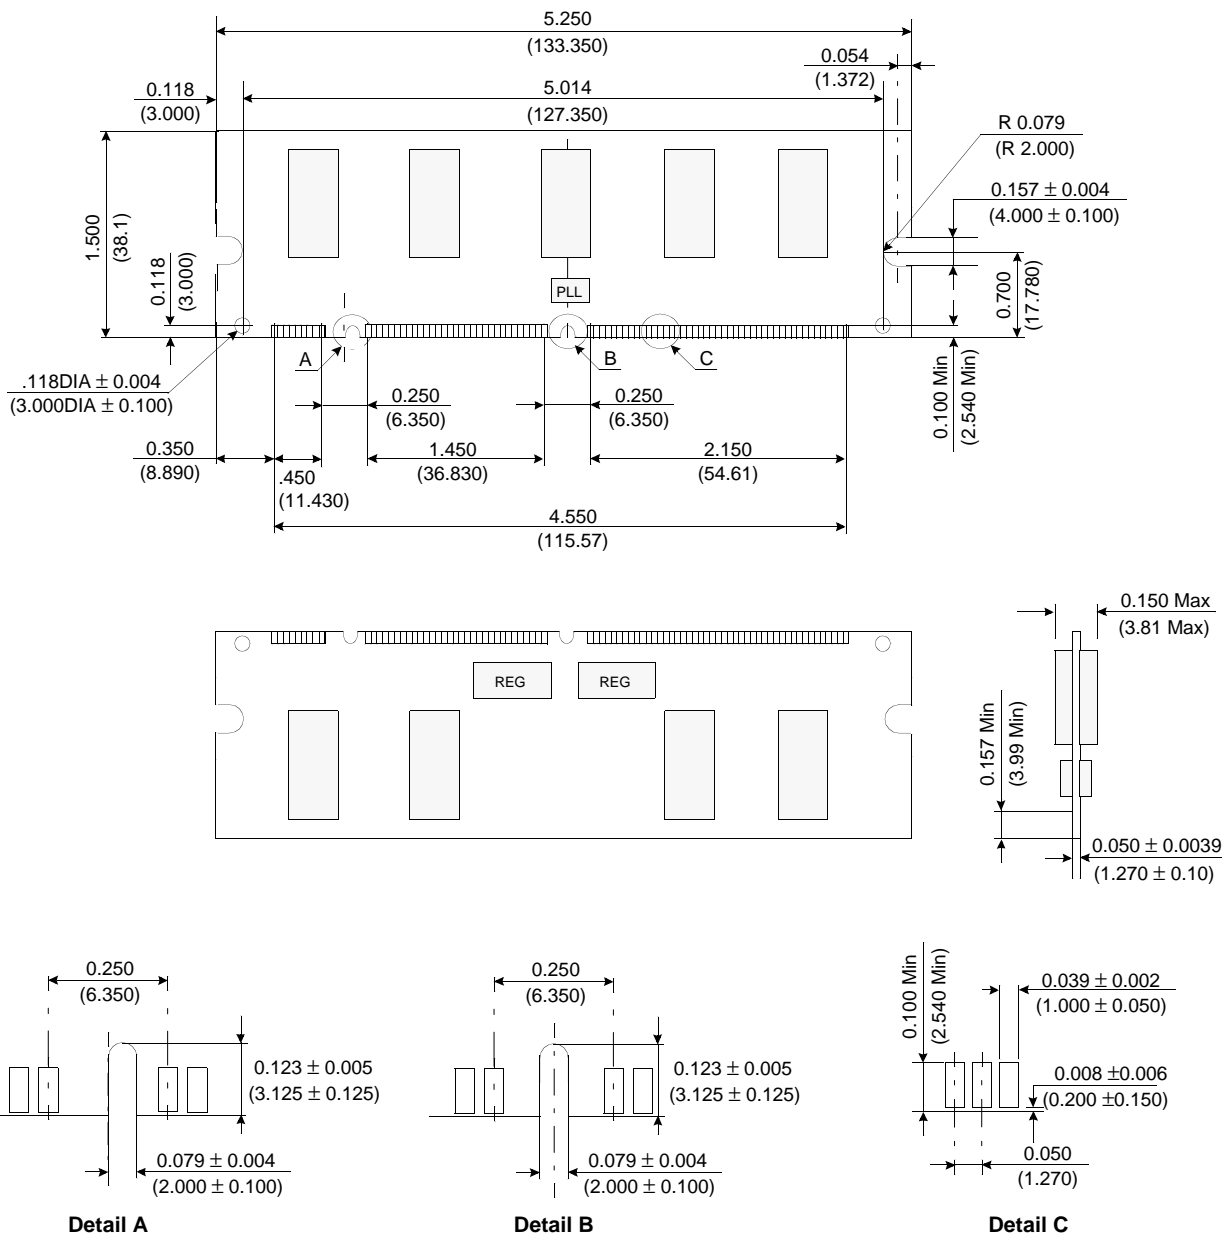 5.250
(133.350)
0.054
(1.372)
0.118
(3.000)
5.014
(127.350)
R 0.079
(R 2.000)
0.157 ± 0.004
(4.000 ± 0.100)
1.500
(38.1)
0.118
(3.000)
PLL
0.700
(17.780)
A
B
C
.118DIA ± 0.004
(3.000DIA ± 0.100)
0.250
(6.350)
0.250
(6.350)
0.100 Min
(2.540 Min)
0.350
(8.890)
.450
(11.430)
1.450
(36.830)
2.150
(54.61)
4.550
(115.57)
0.150 Max
(3.81 Max)
REG
REG
0.157 Min
(3.99 Min)
0.050 ± 0.0039
(1.270 ± 0.10)
0.250
(6.350)
0.123 ± 0.005
(3.125 ± 0.125)
0.079 ± 0.004
(2.000 ± 0.100)
Detail A
0.250
(6.350)
0.123 ± 0.005
(3.125 ± 0.125)
0.079 ± 0.004
(2.000 ± 0.100)
Detail B
0.100 Min
(2.540 Min)
0.039 ± 0.002
(1.000 ± 0.050)
0.008 ±0.006
(0.200 ±0.150)
0.050
(1.270)
Detail C